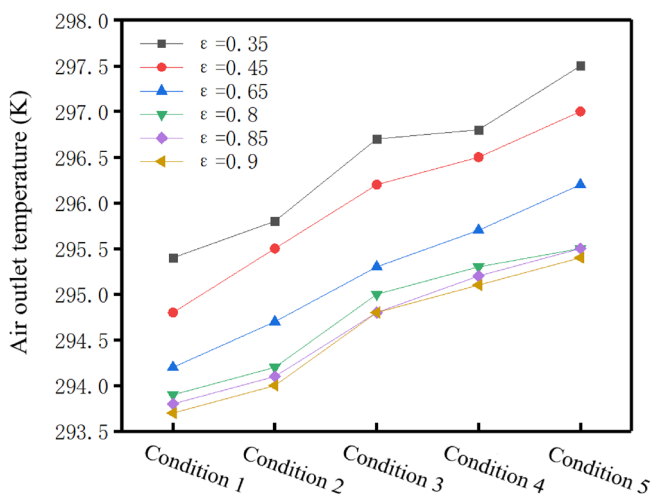 298.0
297.5
297.0
296.5
296.0
295.5
295.0
294.5
294.0
293.5
Air outlet temperature (K)
ε=0.35
ε=0.45
ε=0.65
ε=0.8
ε=0.85
ε=0.9
Condition 1
Condition 2
Condition 3
Condition 4
Condition 5